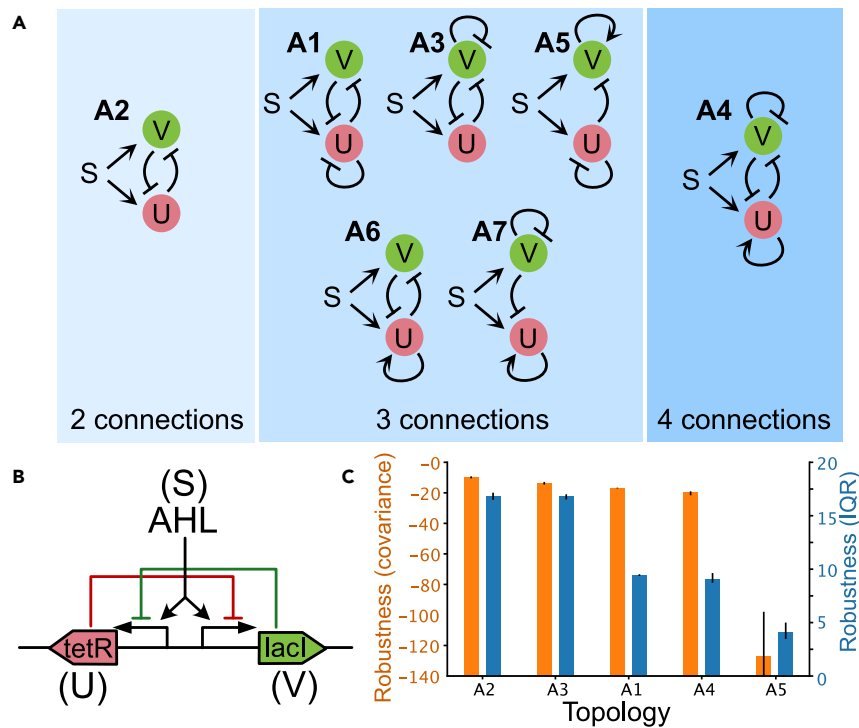 A
A2
V
S
U
2 connections
A1
V
S
U
A3
V
S
U
A5
V
S
U
A6
V
S
U
A7
V
S
U
3 connections
A4
V
S
U
4 connections
B
(S)
AHL
tetR
lacI
(U)
(V)
C
Robustness (covariance)
−0
−20
−40
−60
−80
−100
−120
−140
Robustness (IQR)
20
15
10
5
0
A2
A3
A1
A4
A5
Topology